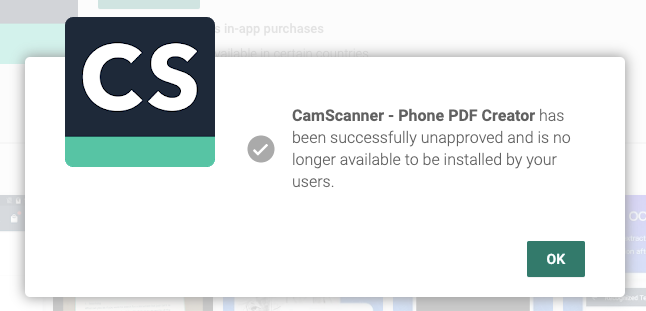 s in-app purchases
vailable in certain countries
CS
CamScanner - Phone PDF Creator has
been successfully unapproved and is no
longer available to be installed by your
users.
OK